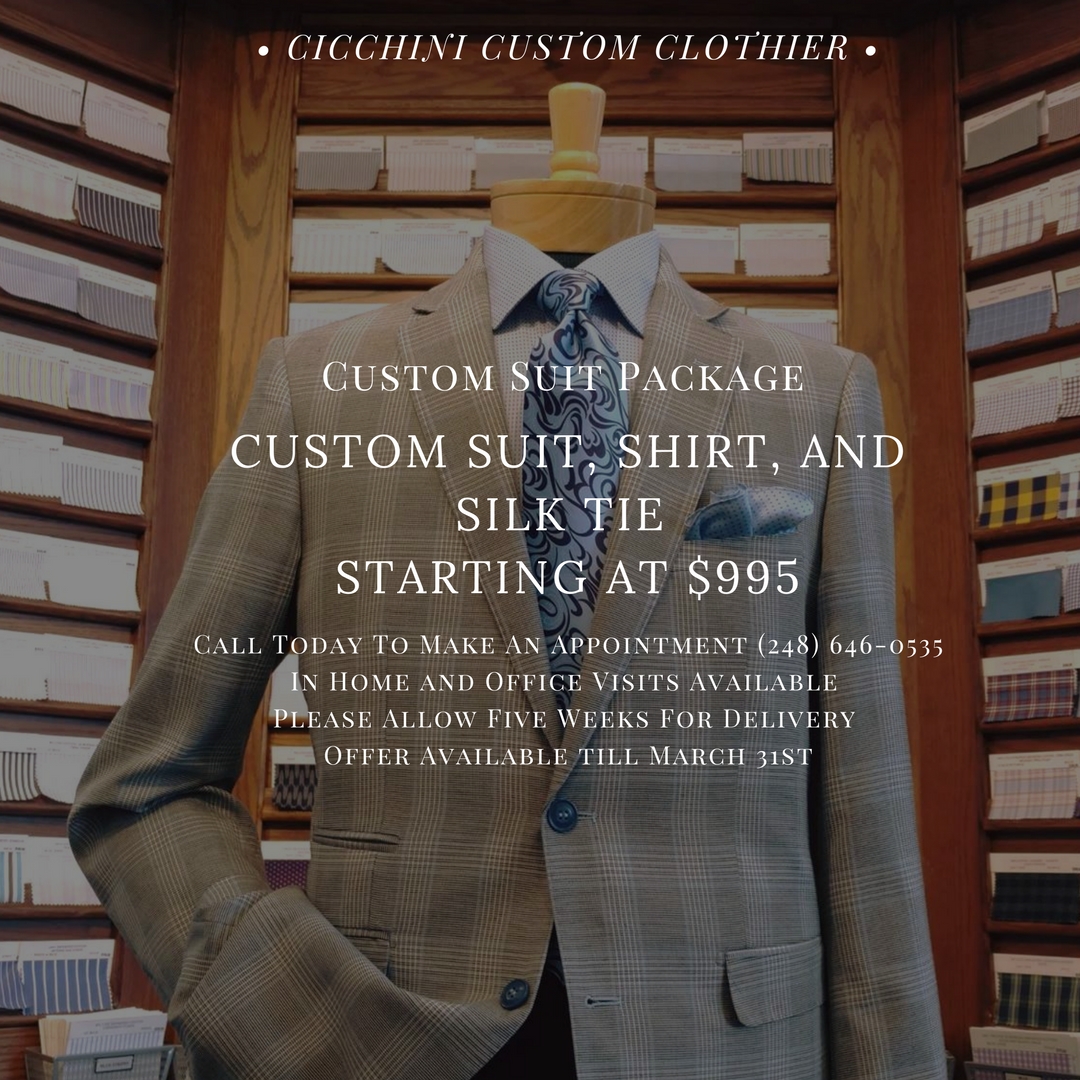 • CICCHINI CUSTOM CLOTHIER •
Custom Suit Package
CUSTOM SUIT, SHIRT, AND
SILK TIE
STARTING AT $995
Call Today To Make An Appointment (248) 646-0535
In Home and Office Visits Available
Please Allow Five Weeks For Delivery
Offer Available till March 31st